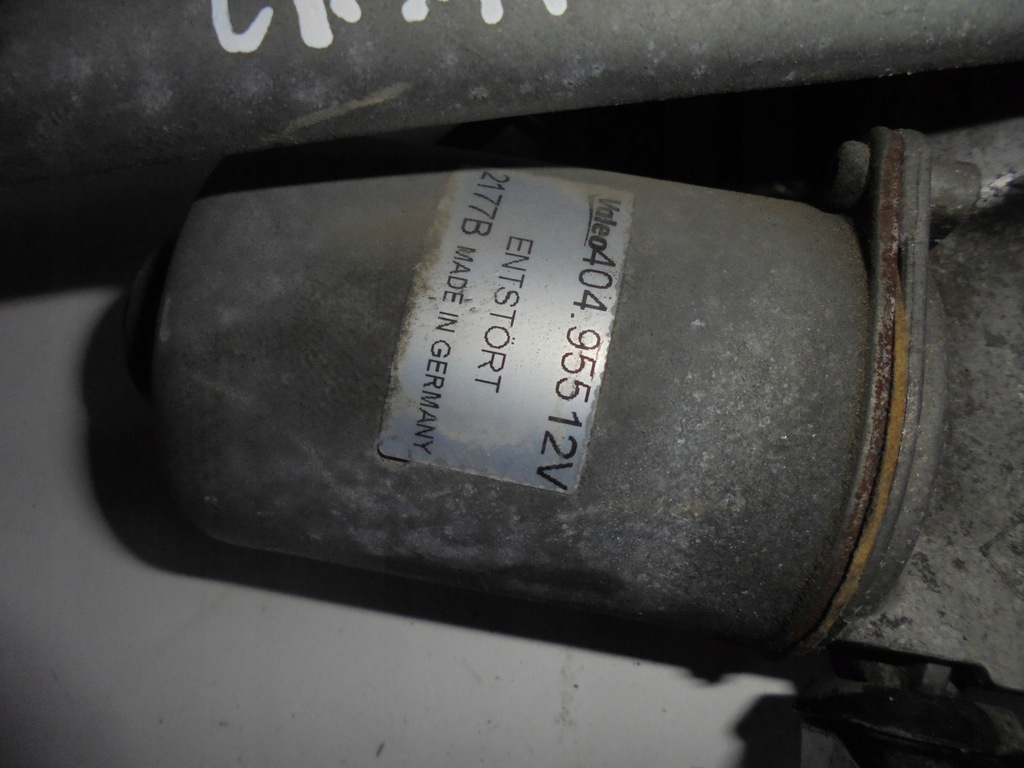 Valeo 404.955 12V
ENTSTÖRT
2177B MADE IN GERMANY